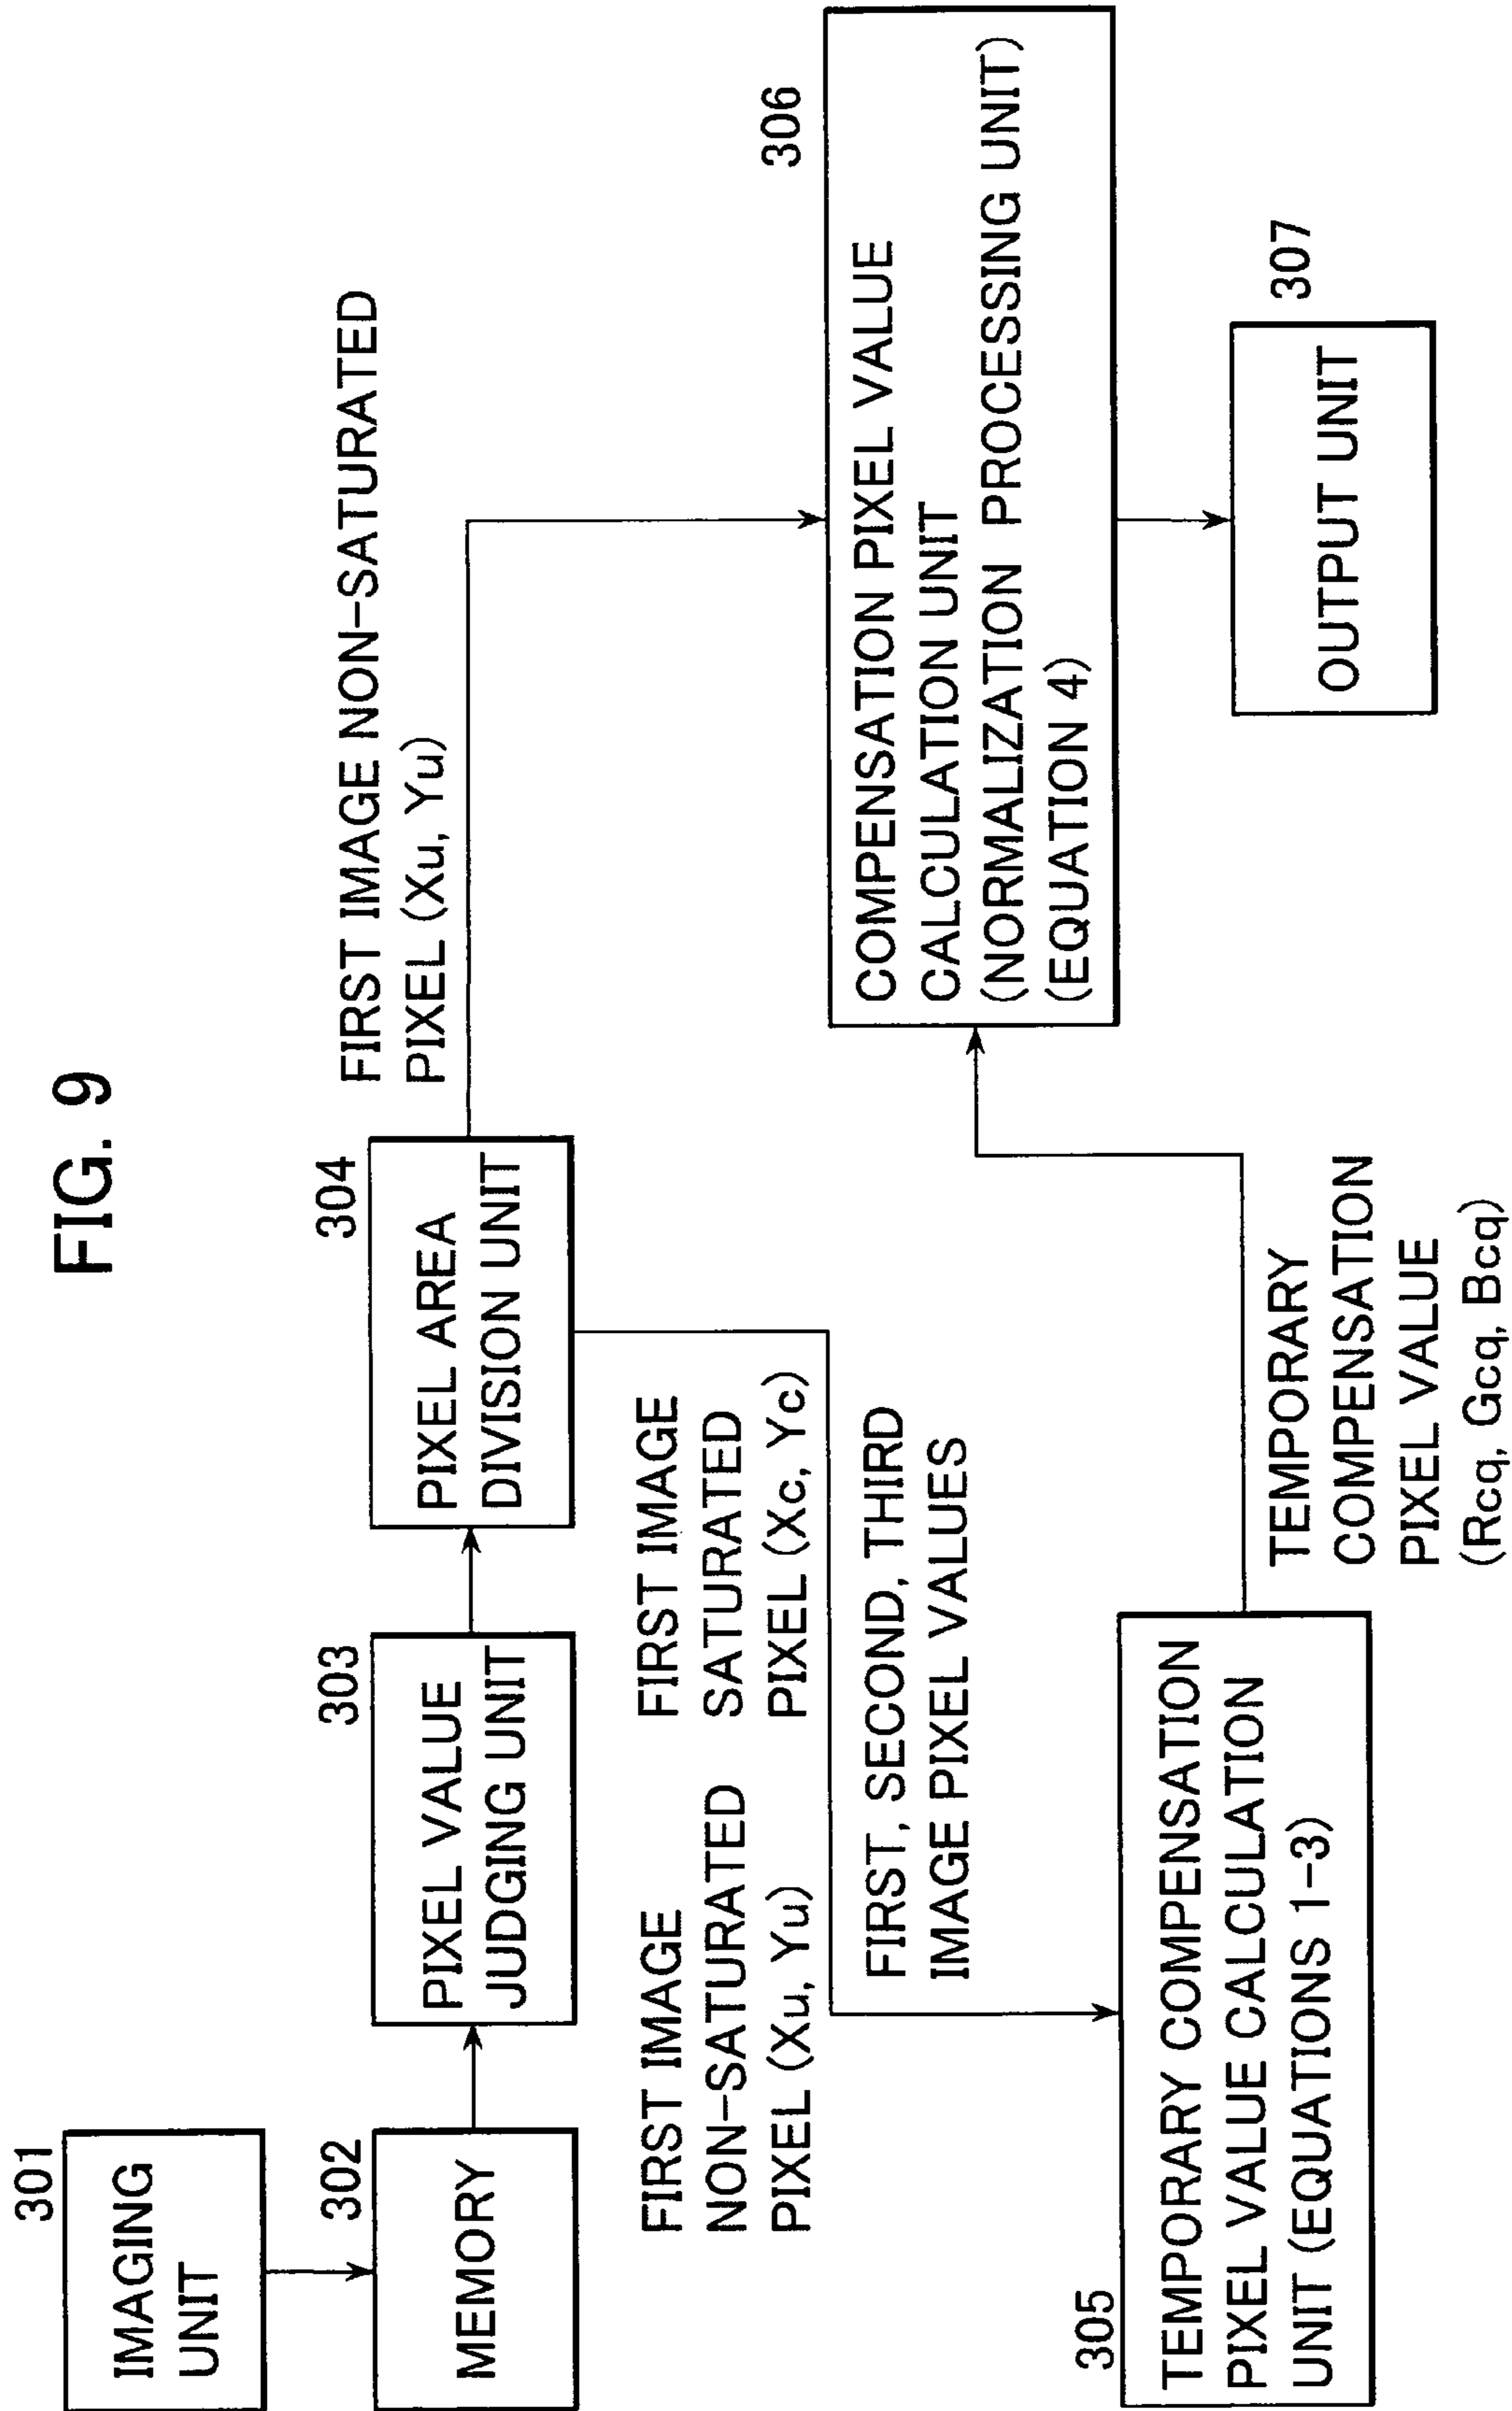 FIG. 9
301
IMAGING
UNIT
302
MEMORY
303
PIXEL VALUE
JUDGING UNIT
304
PIXEL AREA
DIVISION UNIT
FIRST IMAGE NON-SATURATED
PIXEL (Xu, Yu)
FIRST IMAGE
NON-SATURATED
PIXEL (Xu, Yu)
FIRST IMAGE
SATURATED
PIXEL (Xc, Yc)
FIRST, SECOND, THIRD
IMAGE PIXEL VALUES
305
TEMPORARY COMPENSATION
PIXEL VALUE CALCULATION
UNIT (EQUATIONS 1-3)
TEMPORARY
COMPENSATION
PIXEL VALUE
(Rcq, Gcq, Bcq)
306
COMPENSATION PIXEL VALUE
CALCULATION UNIT
(NORMALIZATION PROCESSING UNIT)
(EQUATION 4)
307
OUTPUT UNIT